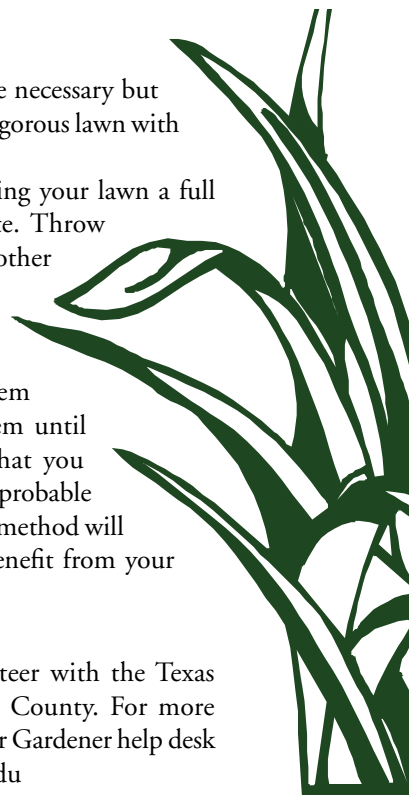 e necessary but
gorous lawn with
ing your lawn a full
te. Throw
other
em
em until
hat you
probable
method will
enefit from your
teer with the Texas
County. For more
r Gardener help desk
du